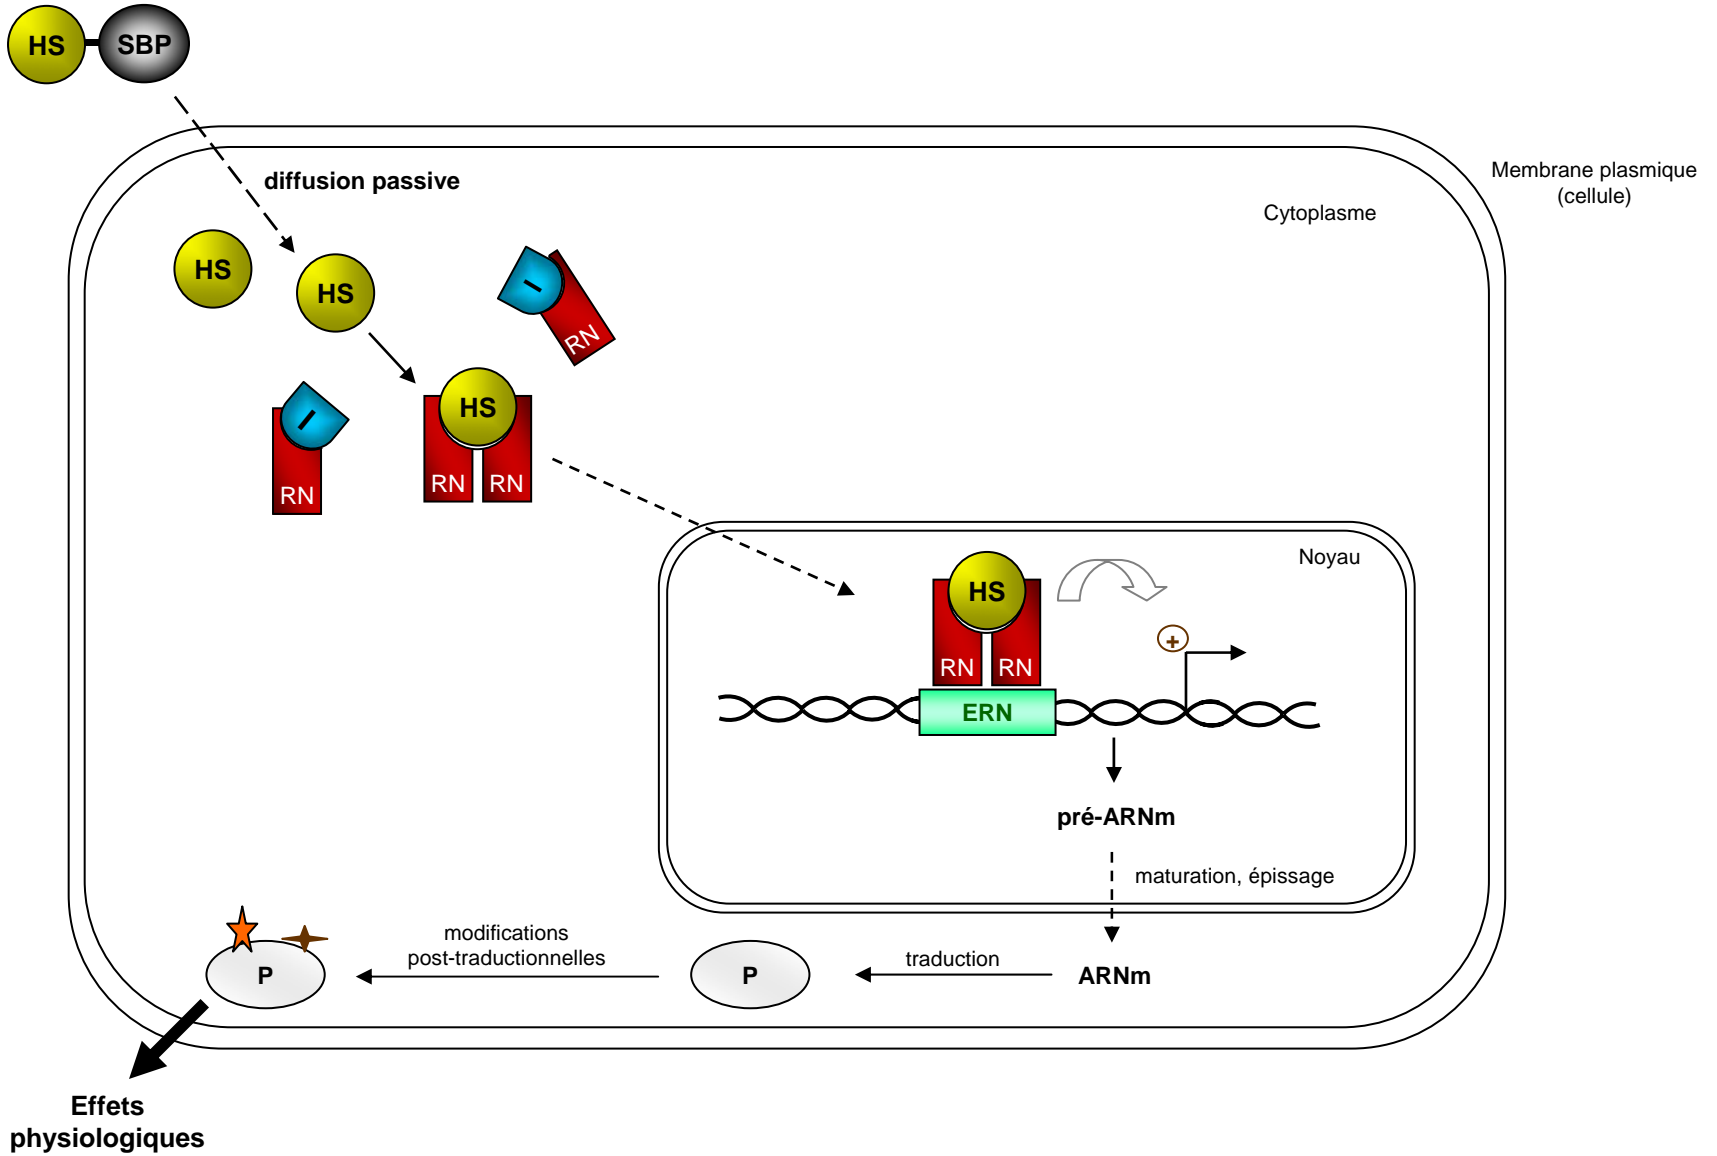 HS
SBP
diffusion passive
Membrane plasmique
(cellule)
Cytoplasme
HS
HS
I
RN
I
RN
HS
RN
RN
Noyau
HS
RN
RN
+
ERN
pré-ARNm
maturation, épissage
ARNm
traduction
P
modifications
post-traductionnelles
P
Effets
physiologiques